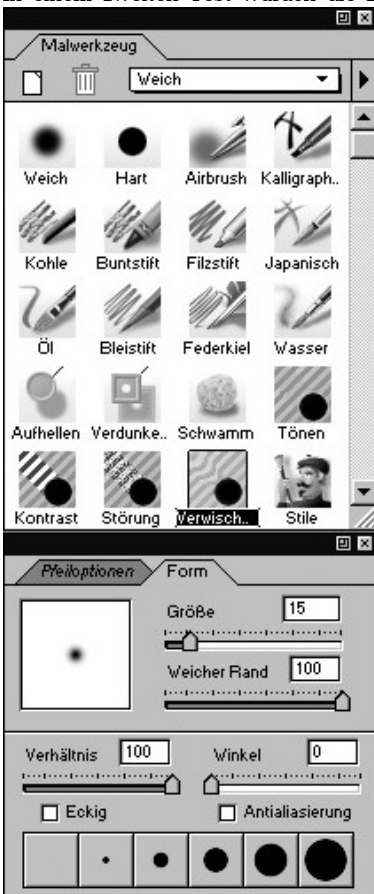 Malwerkzeug
Weich
Weich Hart Airbrush Kalligraph..
Kohle Buntstift Filzstift Japanisch
Öl Bleistift Federkiel Wasser
Aufhellen Verdunke.. Schwamm Tönen
Kontrast Störung Verwisch.. Stile
Pfeiloptionen Form
Größe 15
Weicher Rand 100
Verhältnis 100 Winkel 0
Eckig Antialiasierung